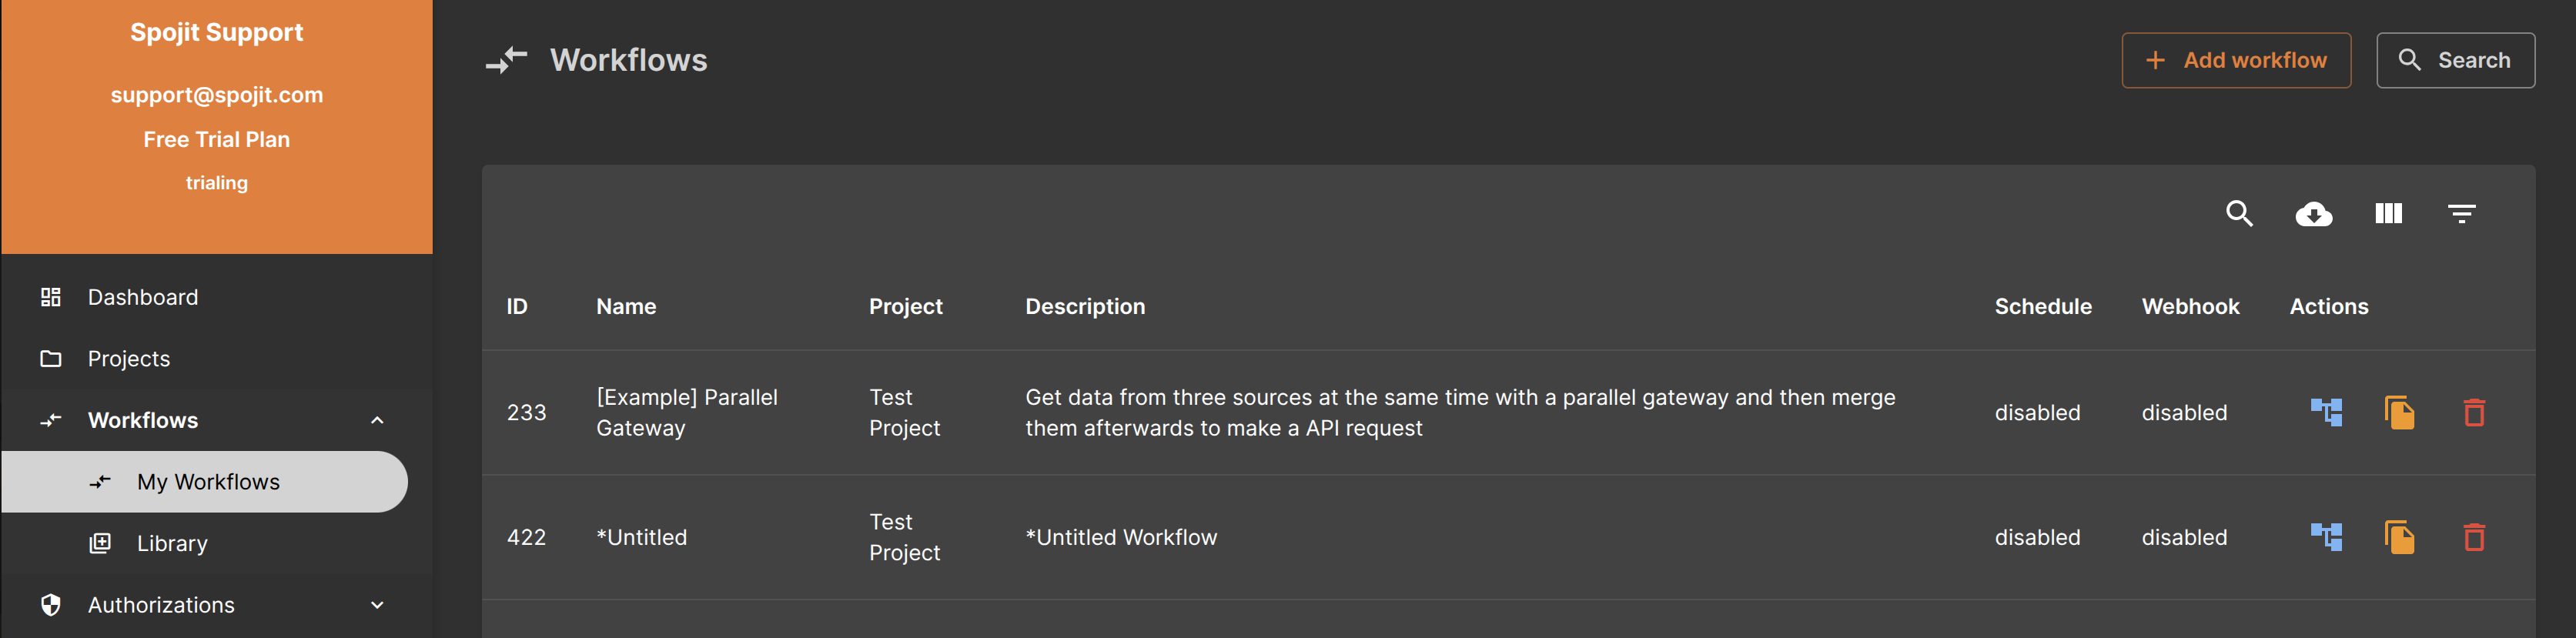 Spojit Support
support@spojit.com
Free Trial Plan
trialing
Dashboard
Projects
Workflows
My Workflows
Library
Authorizations
Workflows
Add workflow
Search
ID Name Project Description Schedule Webhook Actions
233 [Example] Parallel Gateway Test Project Get data from three sources at the same time with a parallel gateway and then merge them afterwards to make a API request disabled disabled
422 *Untitled Test Project *Untitled Workflow disabled disabled